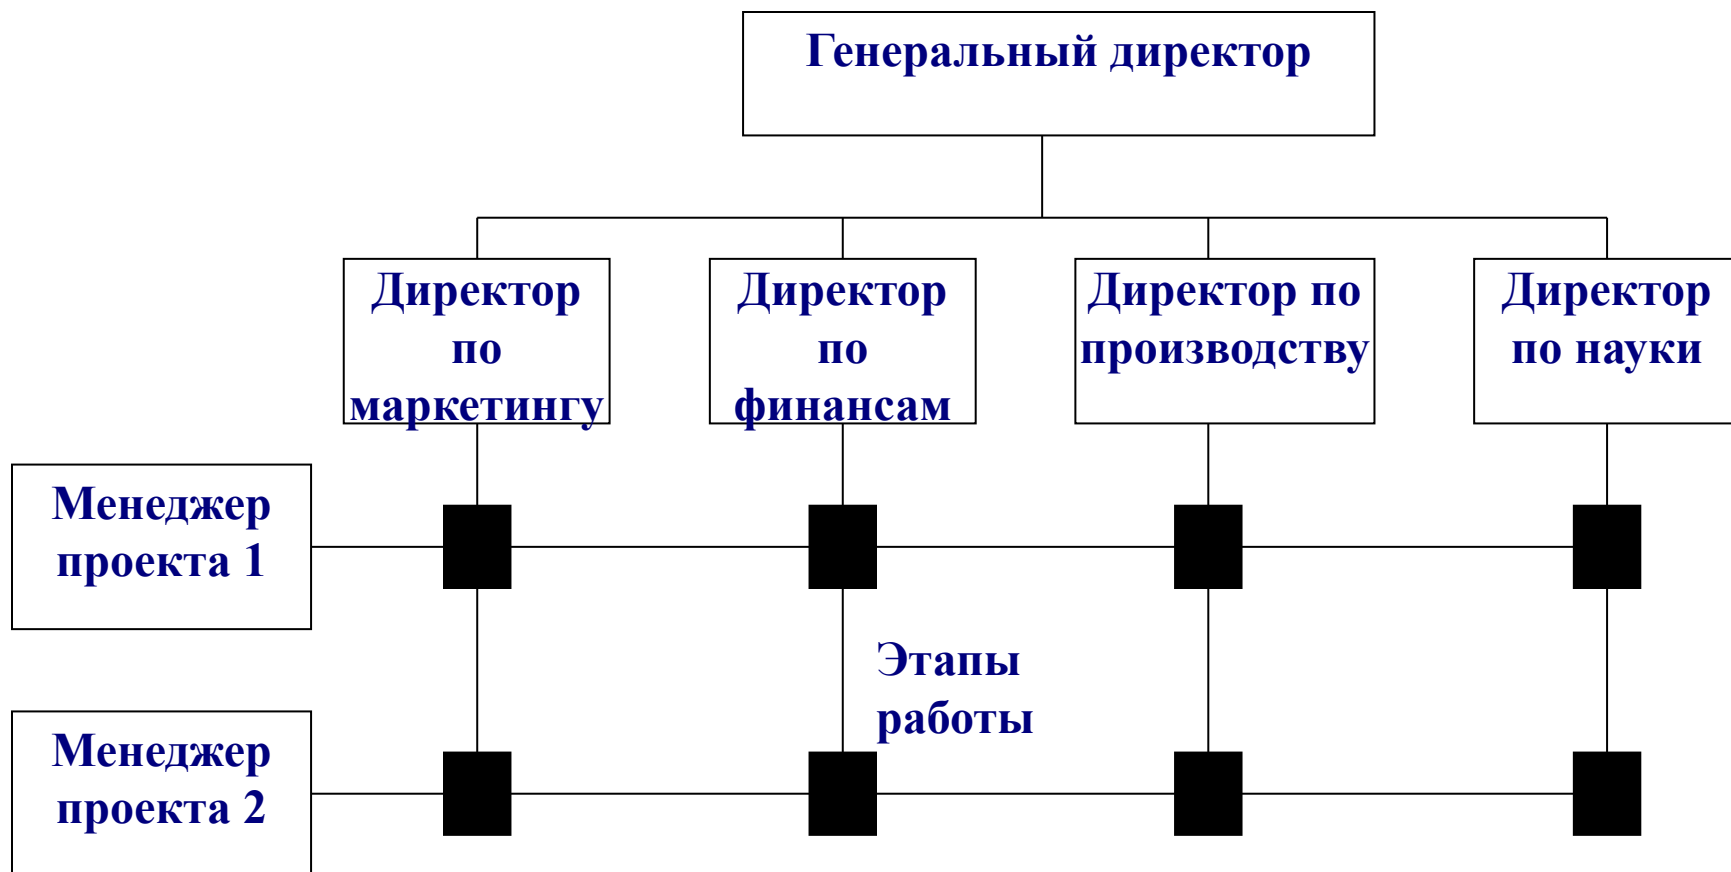 Генеральный директор
Директор
по
маркетингу
Директор
по
финансам
Директор по
производству
Директор
по науки
Менеджер
проекта 1
Этапы
работы
Менеджер
проекта 2